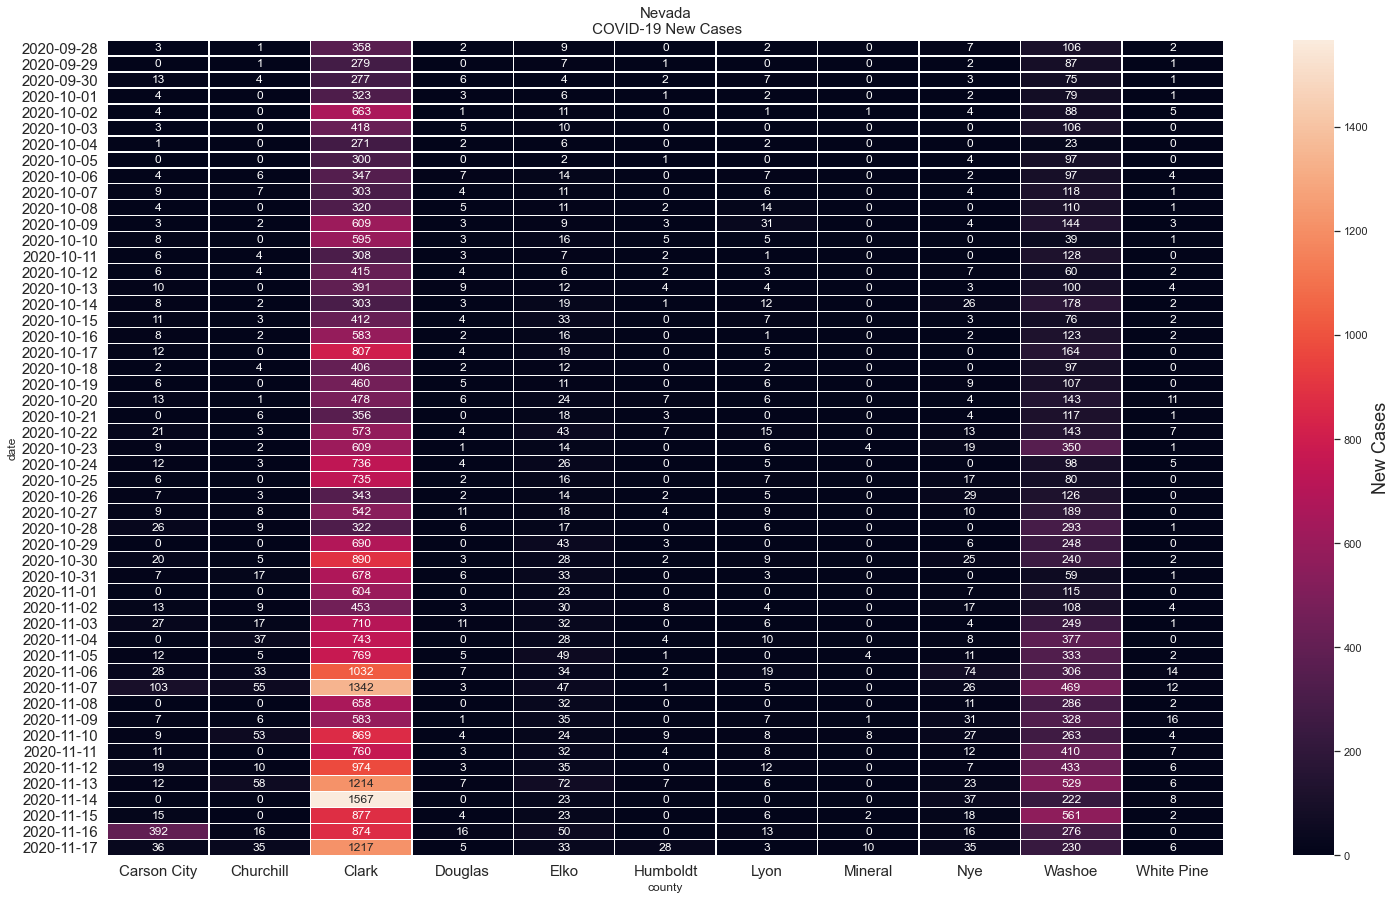 Nevada
COVID-19 New Cases
2020-09-28 3 1 358 2 9 0 2 0 7 106 2
2020-09-29 0 1 279 0 7 1 0 0 2 87 1
2020-09-30 13 4 277 6 4 2 7 0 3 75 1
2020-10-01 4 0 323 3 6 1 2 0 2 79 1
2020-10-02 4 0 663 1 11 0 1 1 4 88 5
2020-10-03 3 0 418 5 10 0 0 0 0 106 0
2020-10-04 1 0 271 2 6 0 2 0 0 23 0
2020-10-05 0 0 300 0 2 1 0 0 4 97 0
2020-10-06 4 6 347 7 14 0 7 0 2 97 4
2020-10-07 9 7 303 4 11 0 6 0 4 118 1
2020-10-08 4 0 320 5 11 2 14 0 0 110 1
2020-10-09 3 2 609 3 9 3 31 0 4 144 3
2020-10-10 8 0 595 3 16 5 5 0 0 39 1
2020-10-11 6 4 308 3 7 2 1 0 0 128 0
2020-10-12 6 4 415 4 6 2 3 0 7 60 2
2020-10-13 10 0 391 9 12 4 4 0 3 100 4
2020-10-14 8 2 303 3 19 1 12 0 26 178 2
2020-10-15 11 3 412 4 33 0 7 0 3 76 2
2020-10-16 8 2 583 2 16 0 1 0 2 123 2
2020-10-17 12 0 807 4 19 0 5 0 0 164 0
2020-10-18 2 4 406 2 12 0 2 0 0 97 0
2020-10-19 6 0 460 5 11 0 6 0 9 107 0
2020-10-20 13 1 478 6 24 7 6 0 4 143 11
2020-10-21 0 6 356 0 18 3 0 0 4 117 1
2020-10-22 21 3 573 4 43 7 15 0 13 143 7
2020-10-23 9 2 609 1 14 0 6 4 19 350 1
2020-10-24 12 3 736 4 26 0 5 0 0 98 5
2020-10-25 6 0 735 2 16 0 7 0 17 80 0
2020-10-26 7 3 343 2 14 2 5 0 29 126 0
2020-10-27 9 8 542 11 18 4 9 0 10 189 0
2020-10-28 26 9 322 6 17 0 6 0 0 293 1
2020-10-29 0 0 690 0 43 3 0 0 6 248 0
2020-10-30 20 5 890 3 28 2 9 0 25 240 2
2020-10-31 7 17 678 6 33 0 3 0 0 59 1
2020-11-01 0 0 604 0 23 0 0 0 7 115 0
2020-11-02 13 9 453 3 30 8 4 0 17 108 4
2020-11-03 27 17 710 11 32 0 6 0 4 249 1
2020-11-04 0 37 743 0 28 4 10 0 8 377 0
2020-11-05 12 5 769 5 49 1 0 4 11 333 2
2020-11-06 28 33 1032 7 34 2 19 0 74 306 14
2020-11-07 103 55 1342 3 47 1 5 0 26 469 12
2020-11-08 0 0 658 0 32 0 0 0 11 286 2
2020-11-09 7 6 583 1 35 0 7 1 31 328 16
2020-11-10 9 53 869 4 24 9 8 8 27 263 4
2020-11-11 11 0 760 3 32 4 8 0 12 410 7
2020-11-12 19 10 974 3 35 0 12 0 7 433 6
2020-11-13 12 58 1214 7 72 7 6 0 23 529 6
2020-11-14 0 0 1567 0 23 0 0 0 37 222 8
2020-11-15 15 0 877 4 23 0 6 2 18 561 2
2020-11-16 392 16 874 16 50 0 13 0 16 276 0
2020-11-17 36 35 1217 5 33 28 3 10 35 230 6
Carson City Churchill Clark Douglas Elko Humboldt Lyon Mineral Nye Washoe White Pine
county
date
1400
1200
1000
800
600
400
200
0
New Cases